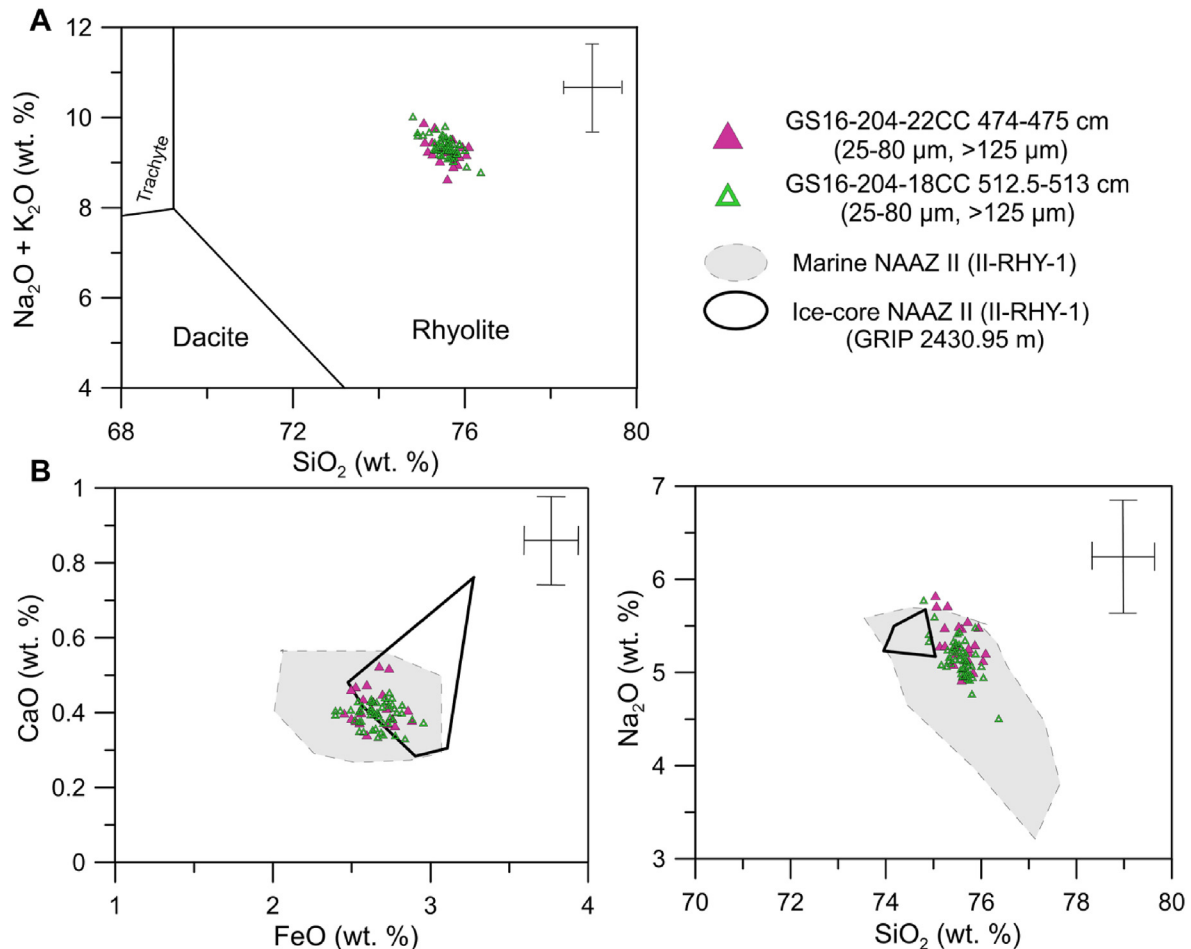 A
12
10
8
6
4
Na₂O + K₂O (wt. %)
Trachyte
Dacite
Rhyolite
68
72
76
80
SiO₂ (wt. %)
GS16-204-22CC 474-475 cm
(25-80 µm, >125 µm)
GS16-204-18CC 512.5-513 cm
(25-80 µm, >125 µm)
Marine NAAZ II (II-RHY-1)
Ice-core NAAZ II (II-RHY-1)
(GRIP 2430.95 m)
B
1
0.8
0.6
0.4
0.2
0
CaO (wt. %)
1
2
3
4
FeO (wt. %)
7
6
5
4
3
Na₂O (wt. %)
70
72
74
76
78
80
SiO₂ (wt. %)